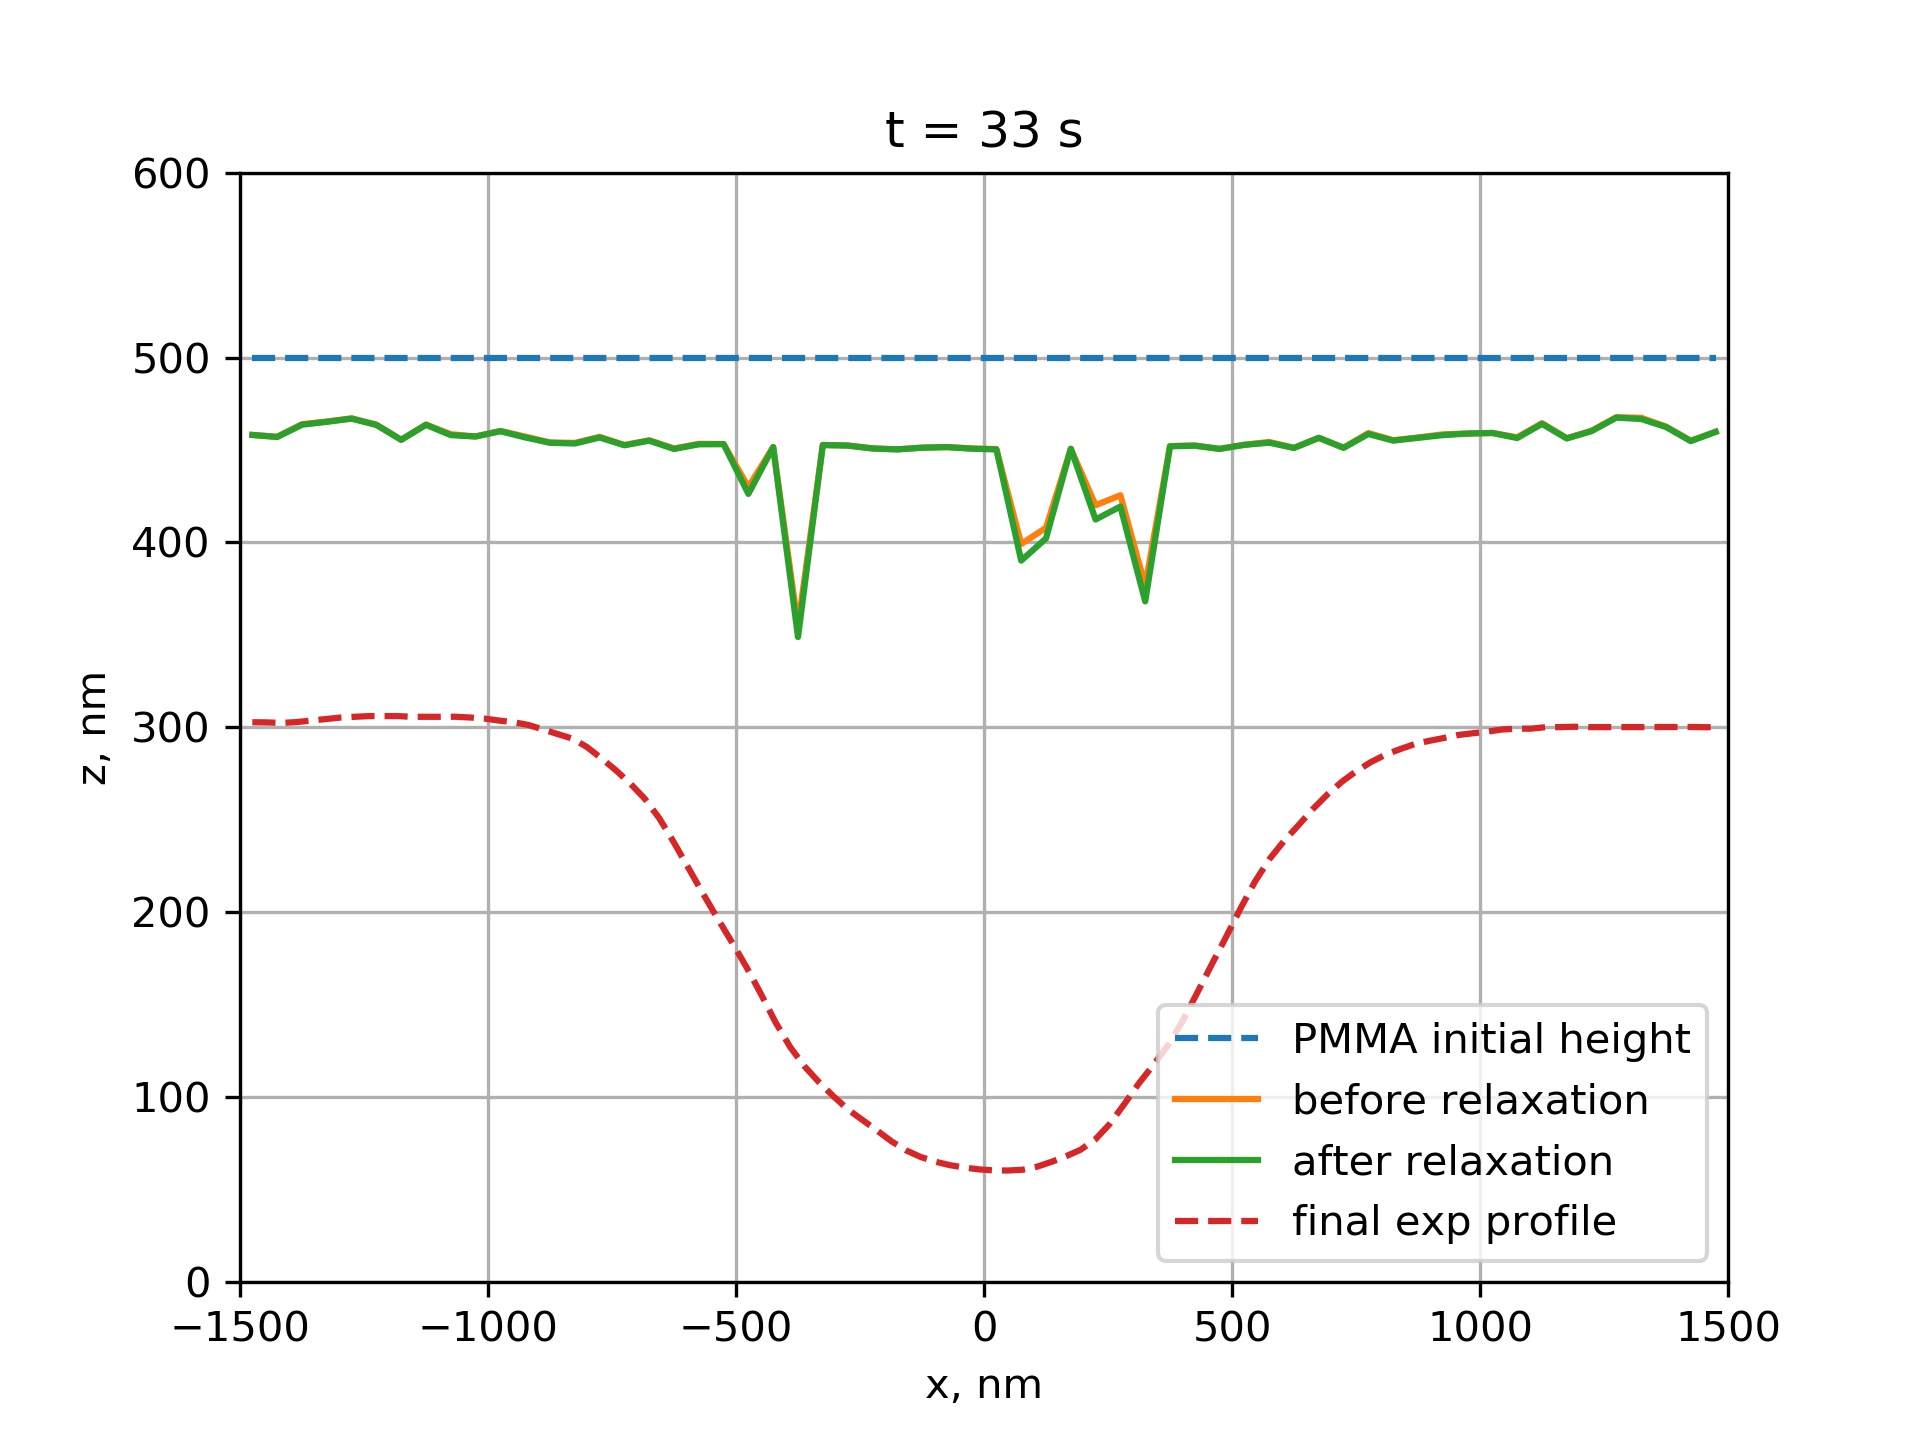 t = 33 s
600
500
400
300
200
100
0
z, nm
−1500 −1000 −500 0 500 1000 1500
x, nm
PMMA initial height
before relaxation
after relaxation
final exp profile